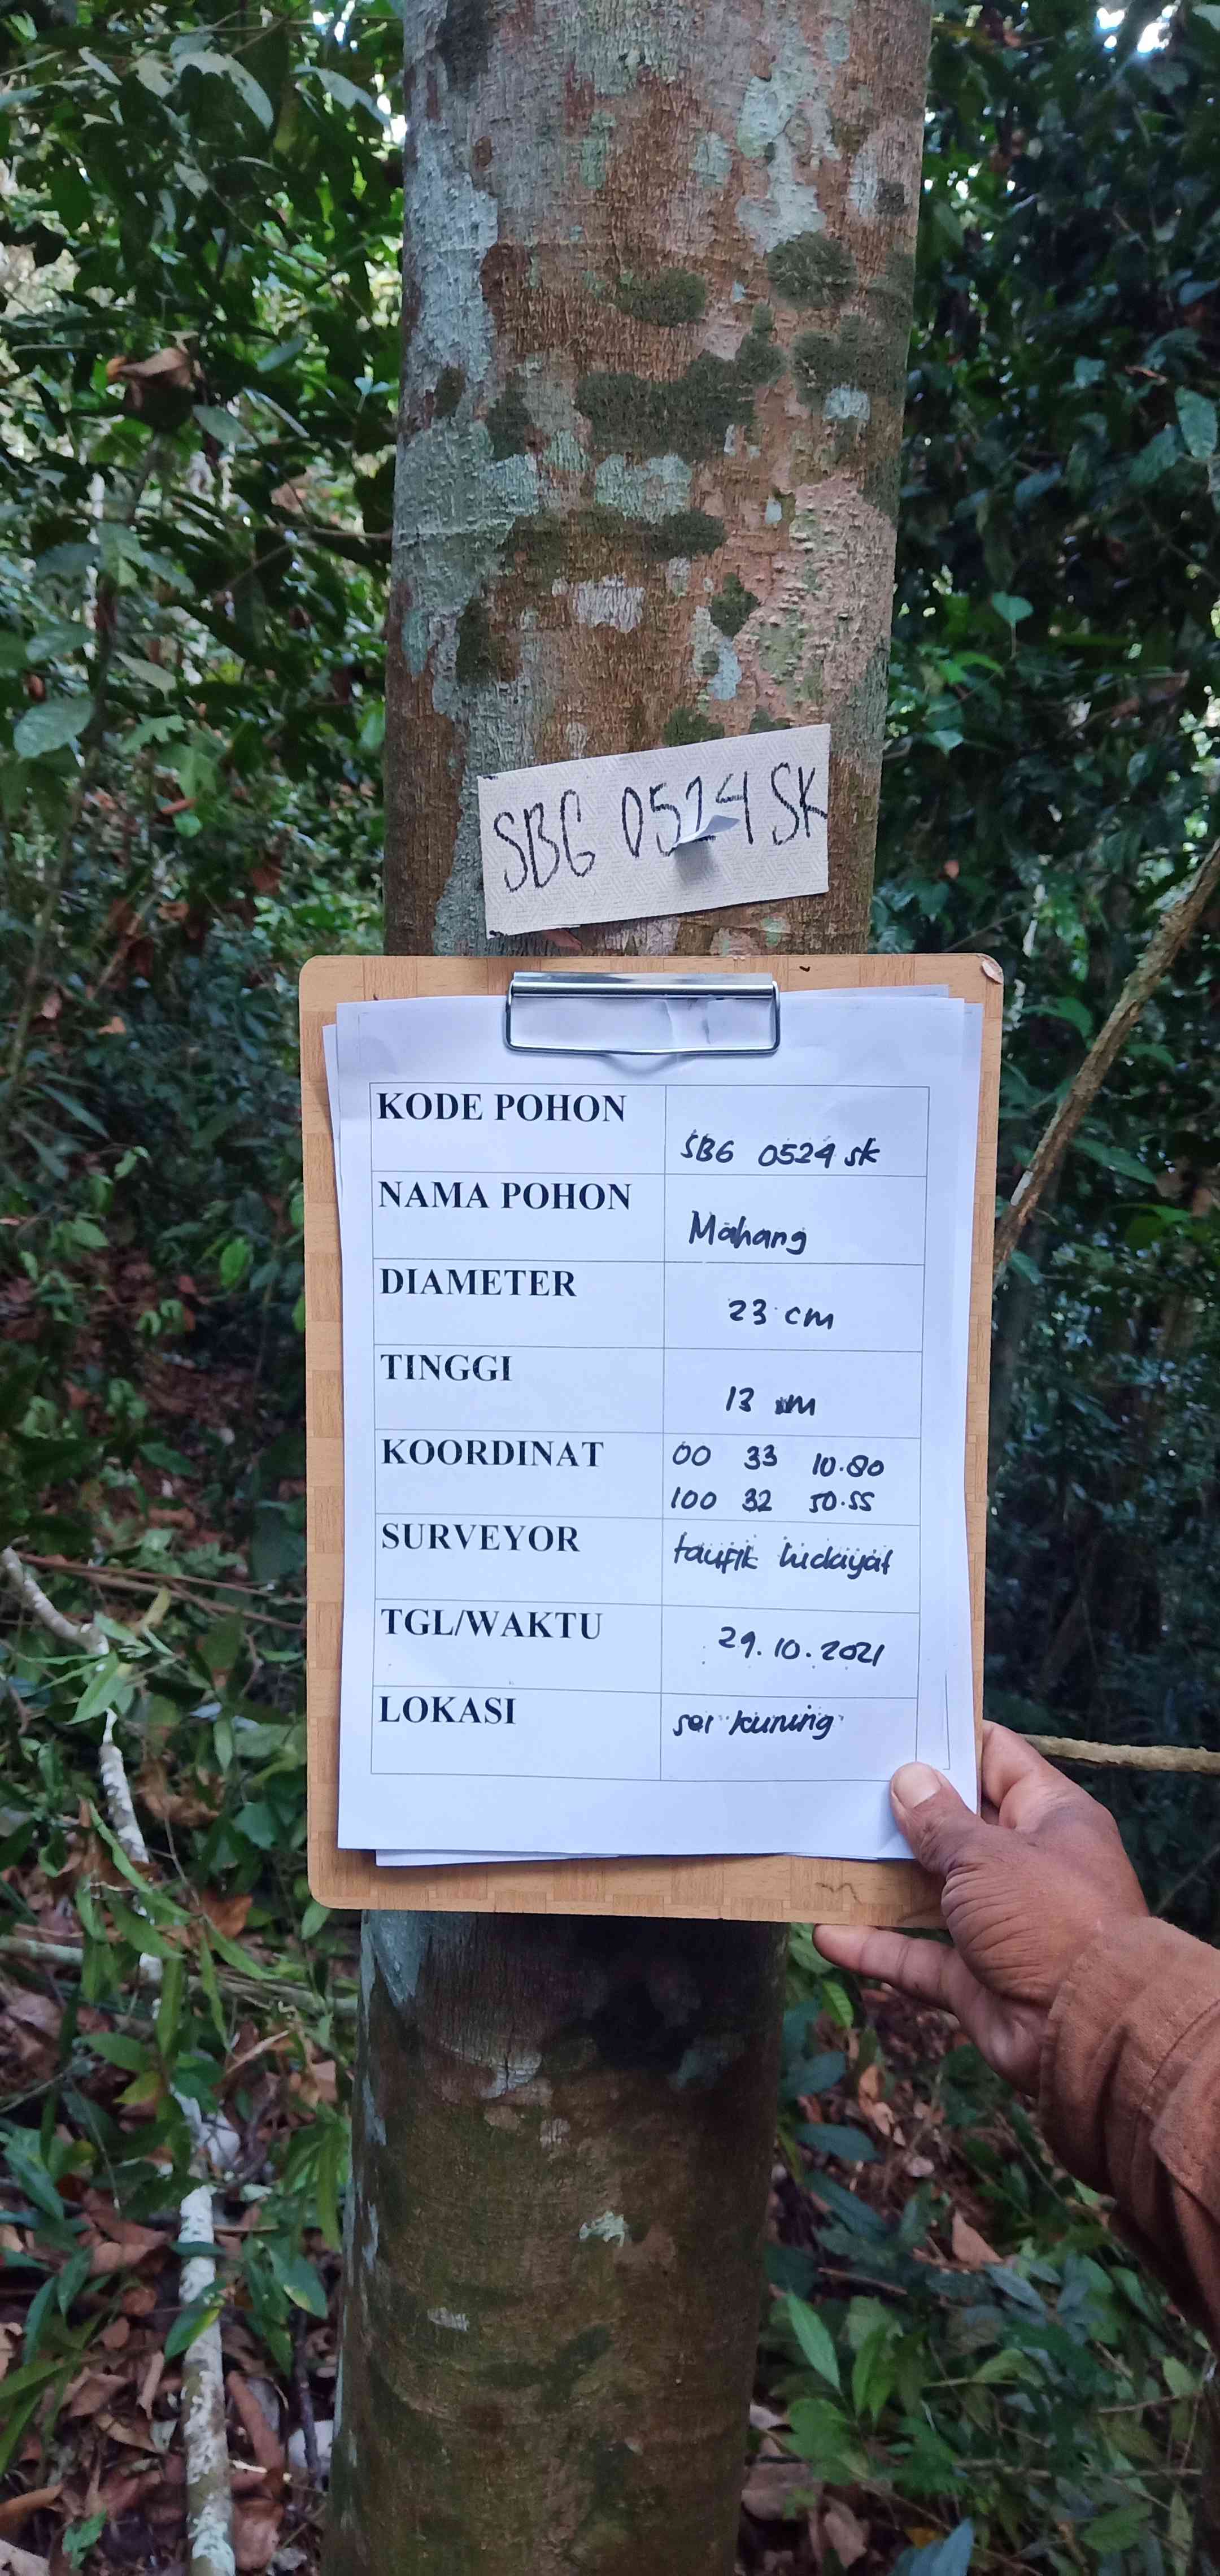 SBG 0524 SK
KODE POHON
SBG 0524 sk
NAMA POHON
Mahang
DIAMETER
23 cm
TINGGI
13 m
KOORDINAT
00 33 10.80
100 32 50.55
SURVEYOR
taufik hidayat
TGL/WAKTU
29.10.2021
LOKASI
sei kuning